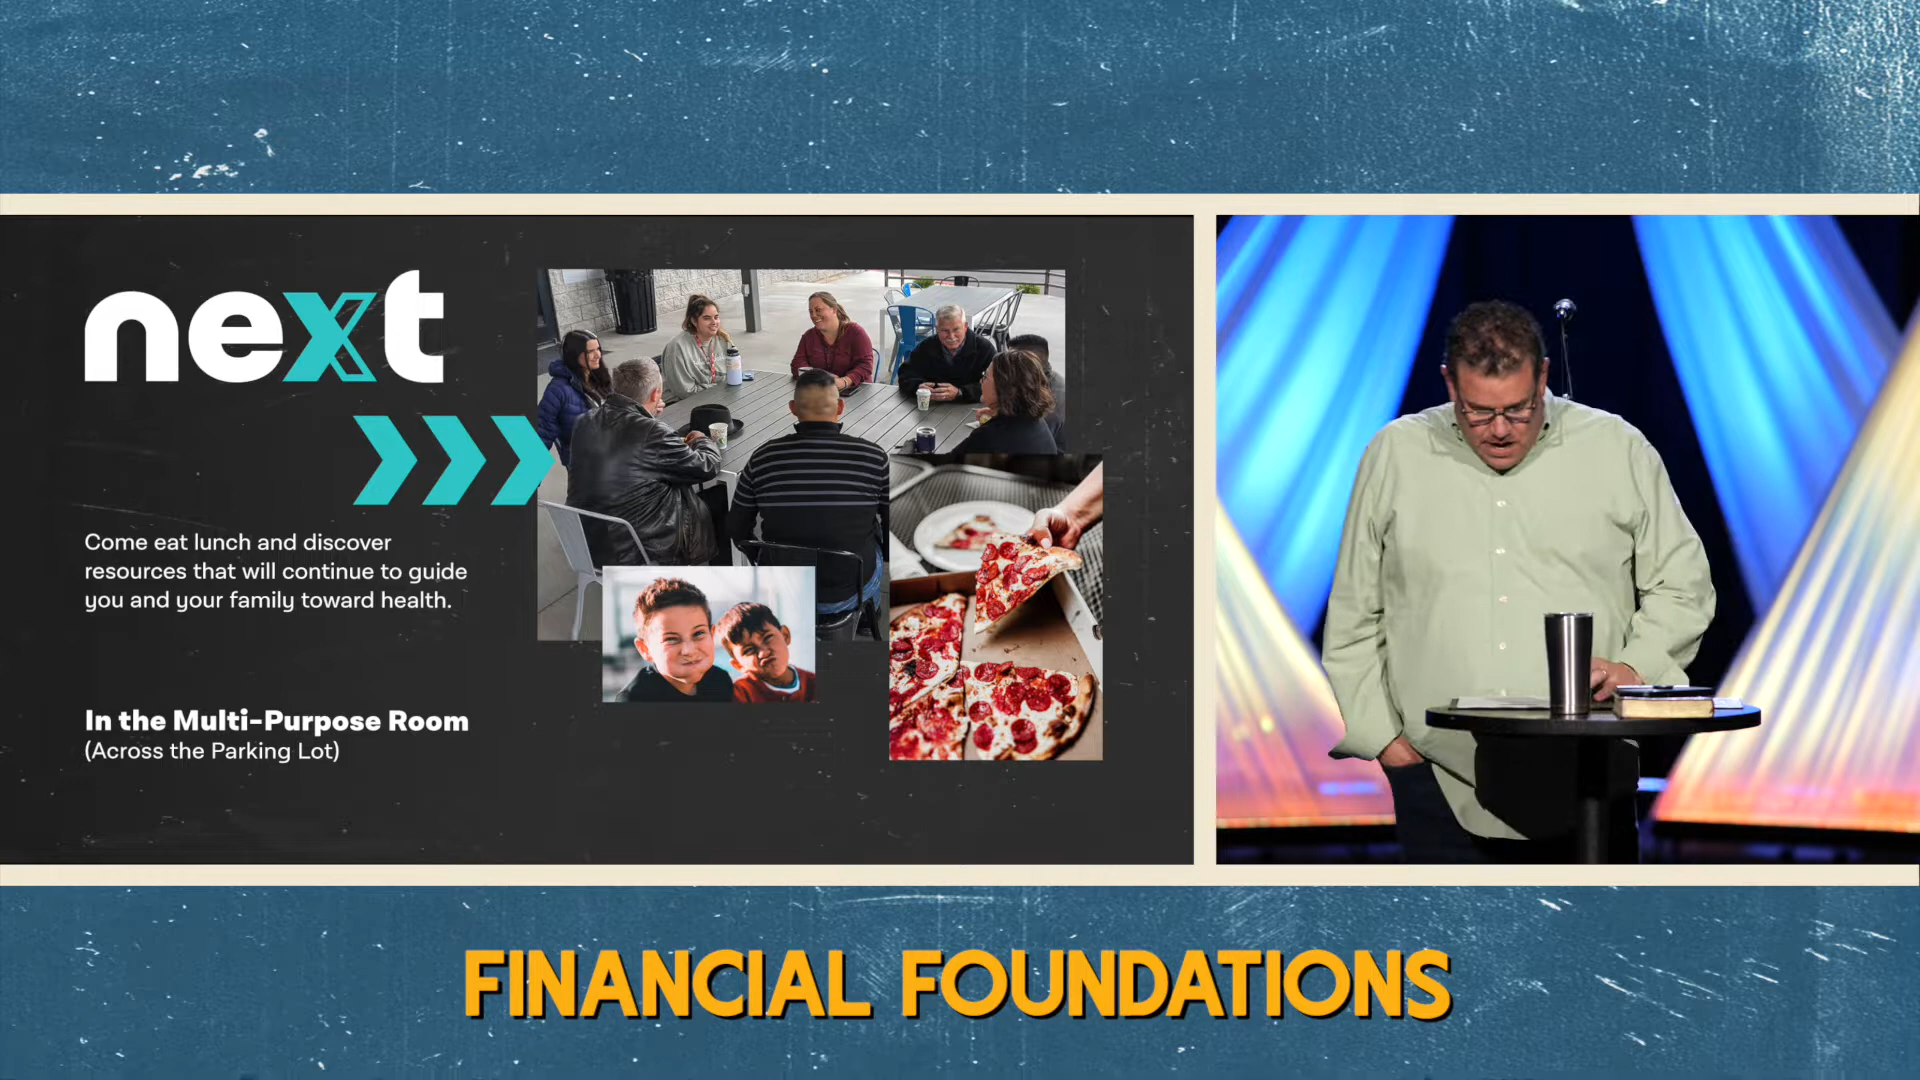 next
Come eat lunch and discover
resources that will continue to guide
you and your family toward health.
In the Multi-Purpose Room
(Across the Parking Lot)
FINANCIAL FOUNDATIONS